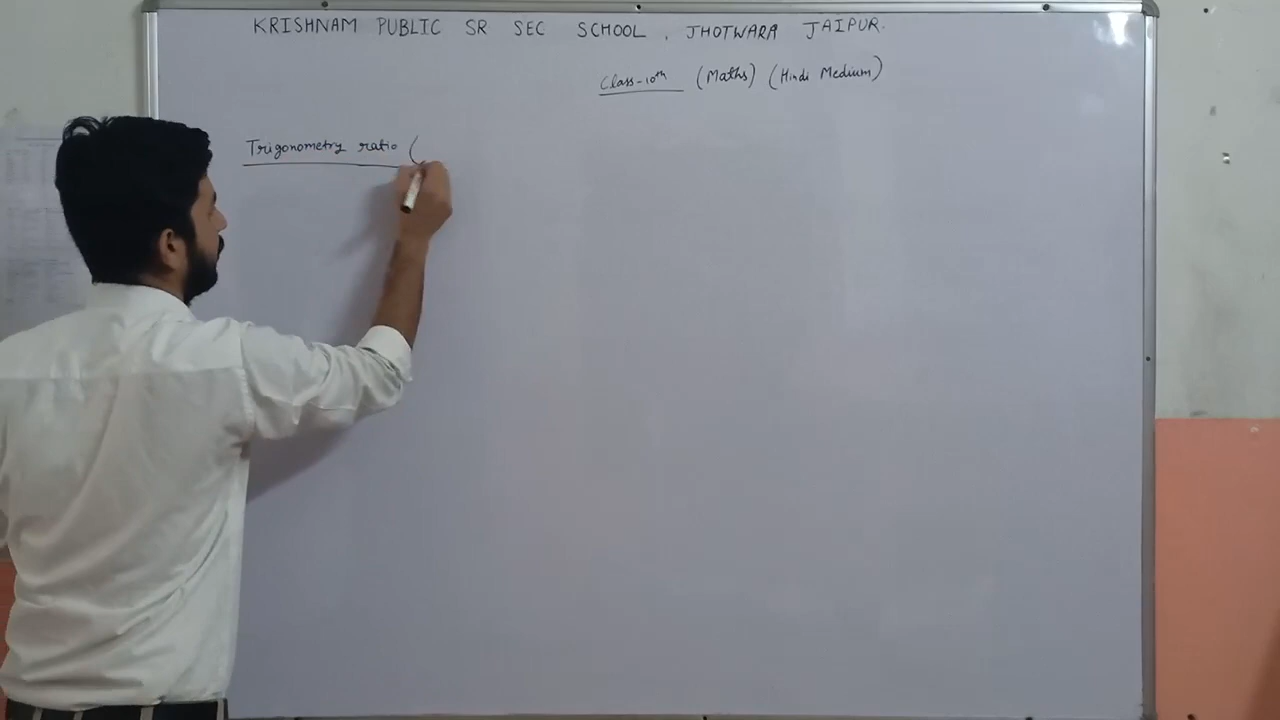 KRISHNAM PUBLIC SR SEC SCHOOL , JHOTWARA JAIPUR.
Class-10th (Maths) (Hindi Medium)
Trigonometry ratio (